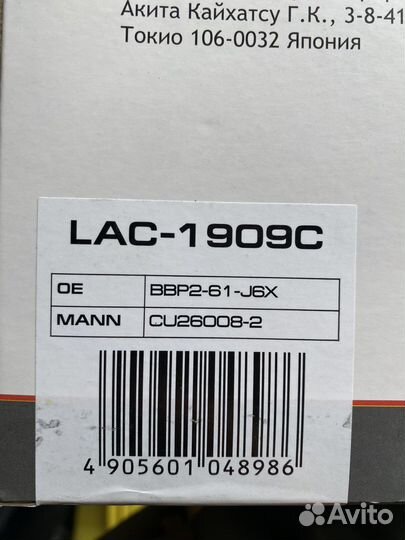 Акита Кайхатсу Г.К., 3-8-41
Токио 106-0032 Япония
LAC-1909C
OE BBP2-61-J6X
MANN CU26008-2
4 905601 048986
Avito